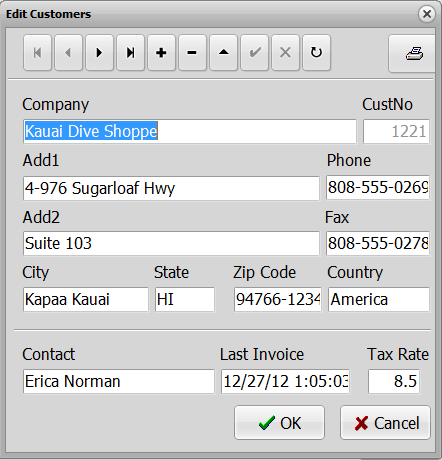 Edit Customers
Company CustNo
Kauai Dive Shoppe 1221
Add1 Phone
4-976 Sugarloaf Hwy 808-555-0269
Add2 Fax
Suite 103 808-555-0278
City State Zip Code Country
Kapaa Kauai HI 94766-1234 America
Contact Last Invoice Tax Rate
Erica Norman 12/27/12 1:05:03 8.5
OK Cancel